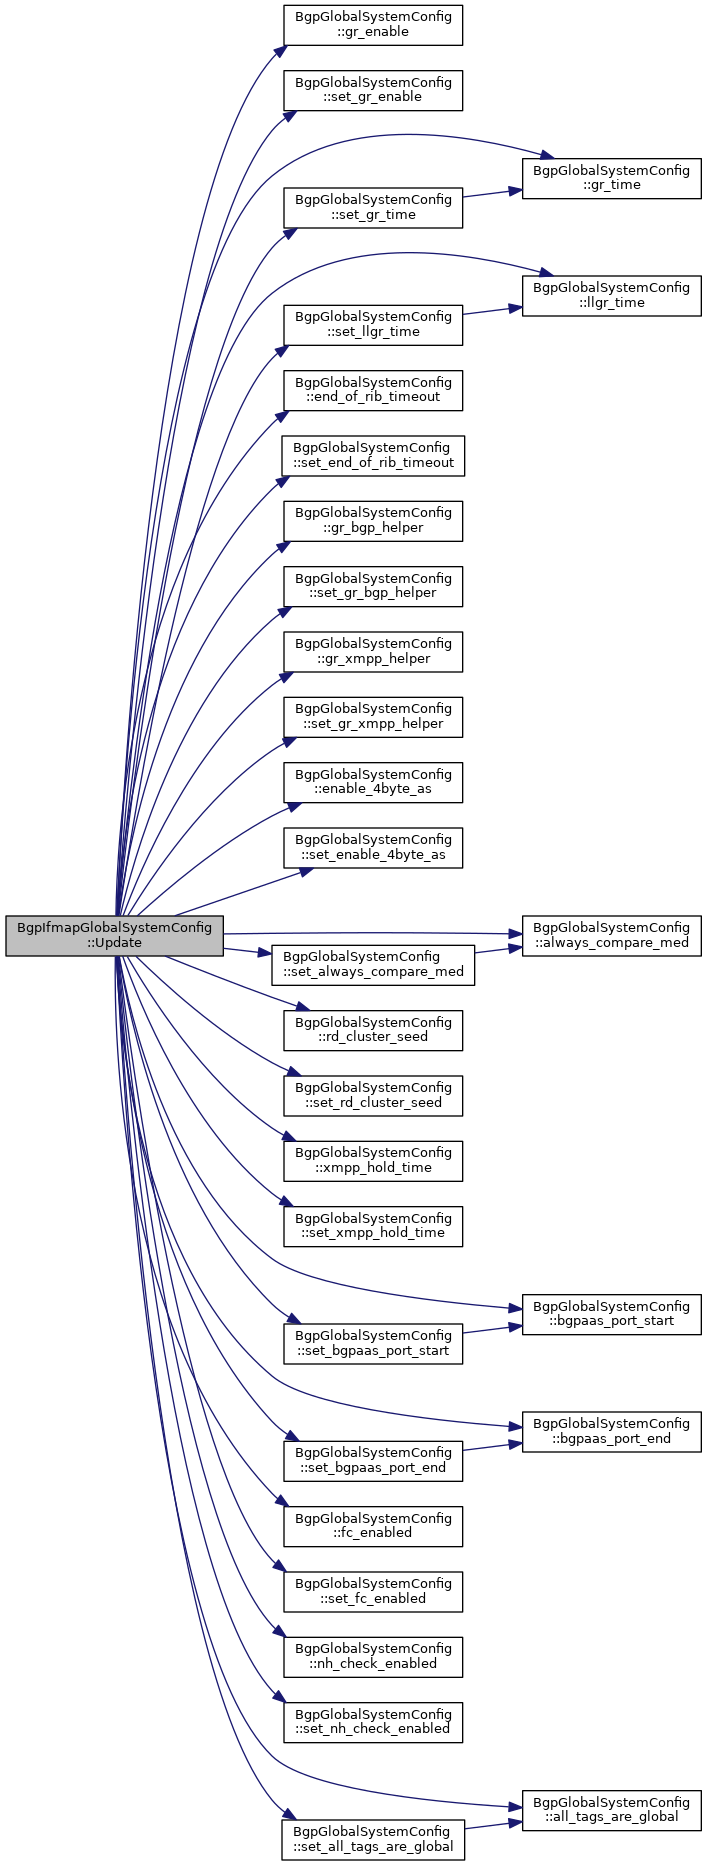 BgpGlobalSystemConfig
::gr_enable
BgpGlobalSystemConfig
::set_gr_enable
BgpGlobalSystemConfig
::gr_time
BgpGlobalSystemConfig
::set_gr_time
BgpGlobalSystemConfig
::llgr_time
BgpGlobalSystemConfig
::set_llgr_time
BgpGlobalSystemConfig
::end_of_rib_timeout
BgpGlobalSystemConfig
::set_end_of_rib_timeout
BgpGlobalSystemConfig
::gr_bgp_helper
BgpGlobalSystemConfig
::set_gr_bgp_helper
BgpGlobalSystemConfig
::gr_xmpp_helper
BgpGlobalSystemConfig
::set_gr_xmpp_helper
BgpGlobalSystemConfig
::enable_4byte_as
BgpGlobalSystemConfig
::set_enable_4byte_as
BgpIfmapGlobalSystemConfig
::Update
BgpGlobalSystemConfig
::always_compare_med
BgpGlobalSystemConfig
::set_always_compare_med
BgpGlobalSystemConfig
::rd_cluster_seed
BgpGlobalSystemConfig
::set_rd_cluster_seed
BgpGlobalSystemConfig
::xmpp_hold_time
BgpGlobalSystemConfig
::set_xmpp_hold_time
BgpGlobalSystemConfig
::bgpaas_port_start
BgpGlobalSystemConfig
::set_bgpaas_port_start
BgpGlobalSystemConfig
::bgpaas_port_end
BgpGlobalSystemConfig
::set_bgpaas_port_end
BgpGlobalSystemConfig
::fc_enabled
BgpGlobalSystemConfig
::set_fc_enabled
BgpGlobalSystemConfig
::nh_check_enabled
BgpGlobalSystemConfig
::set_nh_check_enabled
BgpGlobalSystemConfig
::all_tags_are_global
BgpGlobalSystemConfig
::set_all_tags_are_global